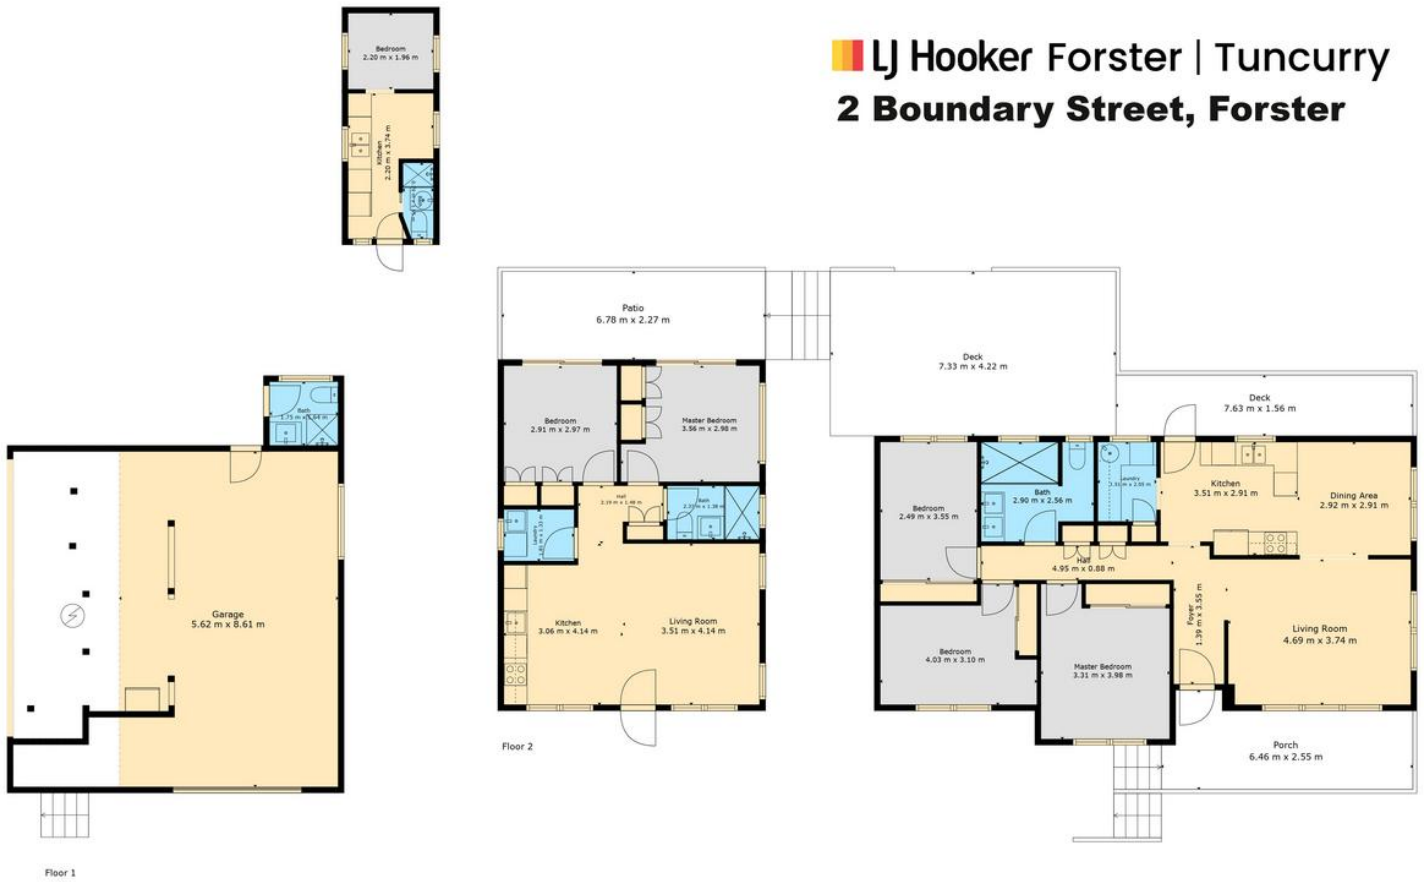 LJ Hooker Forster | Tuncurry
2 Boundary Street, Forster
Bedroom
2.20 m x 1.96 m
Kitchen
2.20 m x 3.74 m
Patio
6.78 m x 2.27 m
Deck
7.33 m x 4.22 m
Deck
7.63 m x 1.56 m
Bath
Bedroom
2.91 m x 2.97 m
Master Bedroom
3.56 m x 2.98 m
Hall
Bath
Laundry
Kitchen
3.06 m x 4.14 m
Living Room
3.51 m x 4.14 m
Garage
5.62 m x 8.61 m
Bedroom
2.49 m x 3.55 m
Bath
2.90 m x 2.56 m
Laundry
Kitchen
3.51 m x 2.91 m
Dining Area
2.92 m x 2.91 m
Hall
4.95 m x 0.88 m
Foyer
1.39 m x 3.55 m
Living Room
4.69 m x 3.74 m
Bedroom
4.03 m x 3.10 m
Master Bedroom
3.31 m x 3.98 m
Porch
6.46 m x 2.55 m
Floor 2
Floor 1